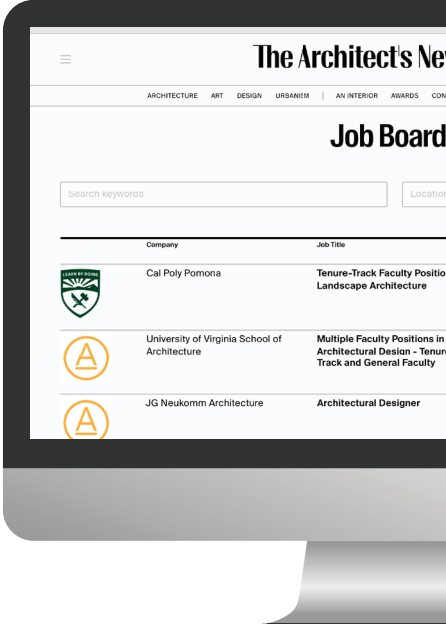 The Architect's Ne
ARCHITECTURE ART DESIGN URBANISM | AN INTERIOR AWARDS CON
Job Board
Search keywords
Locatio
Company Job Title
LEARN BY DOING
Cal Poly Pomona
Tenure-Track Faculty Positio
Landscape Architecture
University of Virginia School of
Architecture
Multiple Faculty Positions in
Architectural Design - Tenure
Track and General Faculty
A
JG Neukomm Architecture
Architectural Designer
A